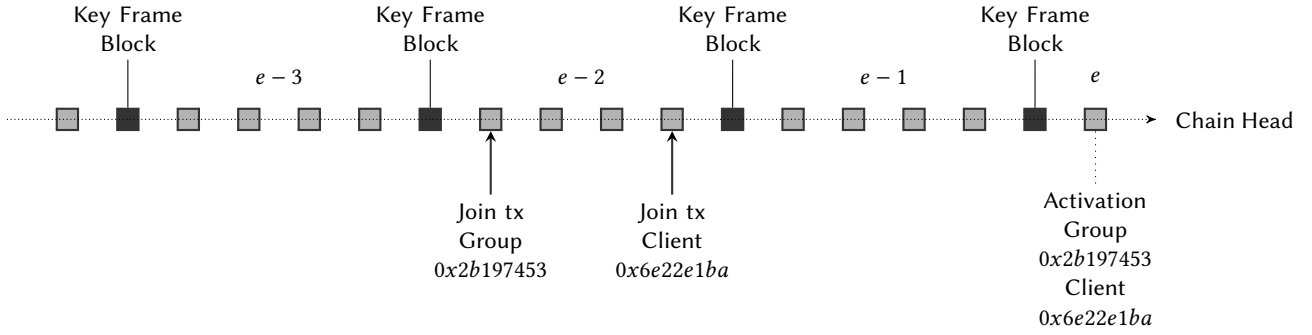 Key Frame
Block
Key Frame
Block
Key Frame
Block
Key Frame
Block
e − 3
e − 2
e − 1
e
Chain Head
Join tx
Group
0x2b197453
Join tx
Client
0x6e22e1ba
Activation
Group
0x2b197453
Client
0x6e22e1ba